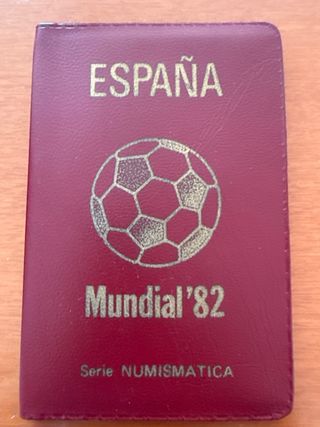 ESPAÑA
Mundial'82
Serie NUMISMATICA